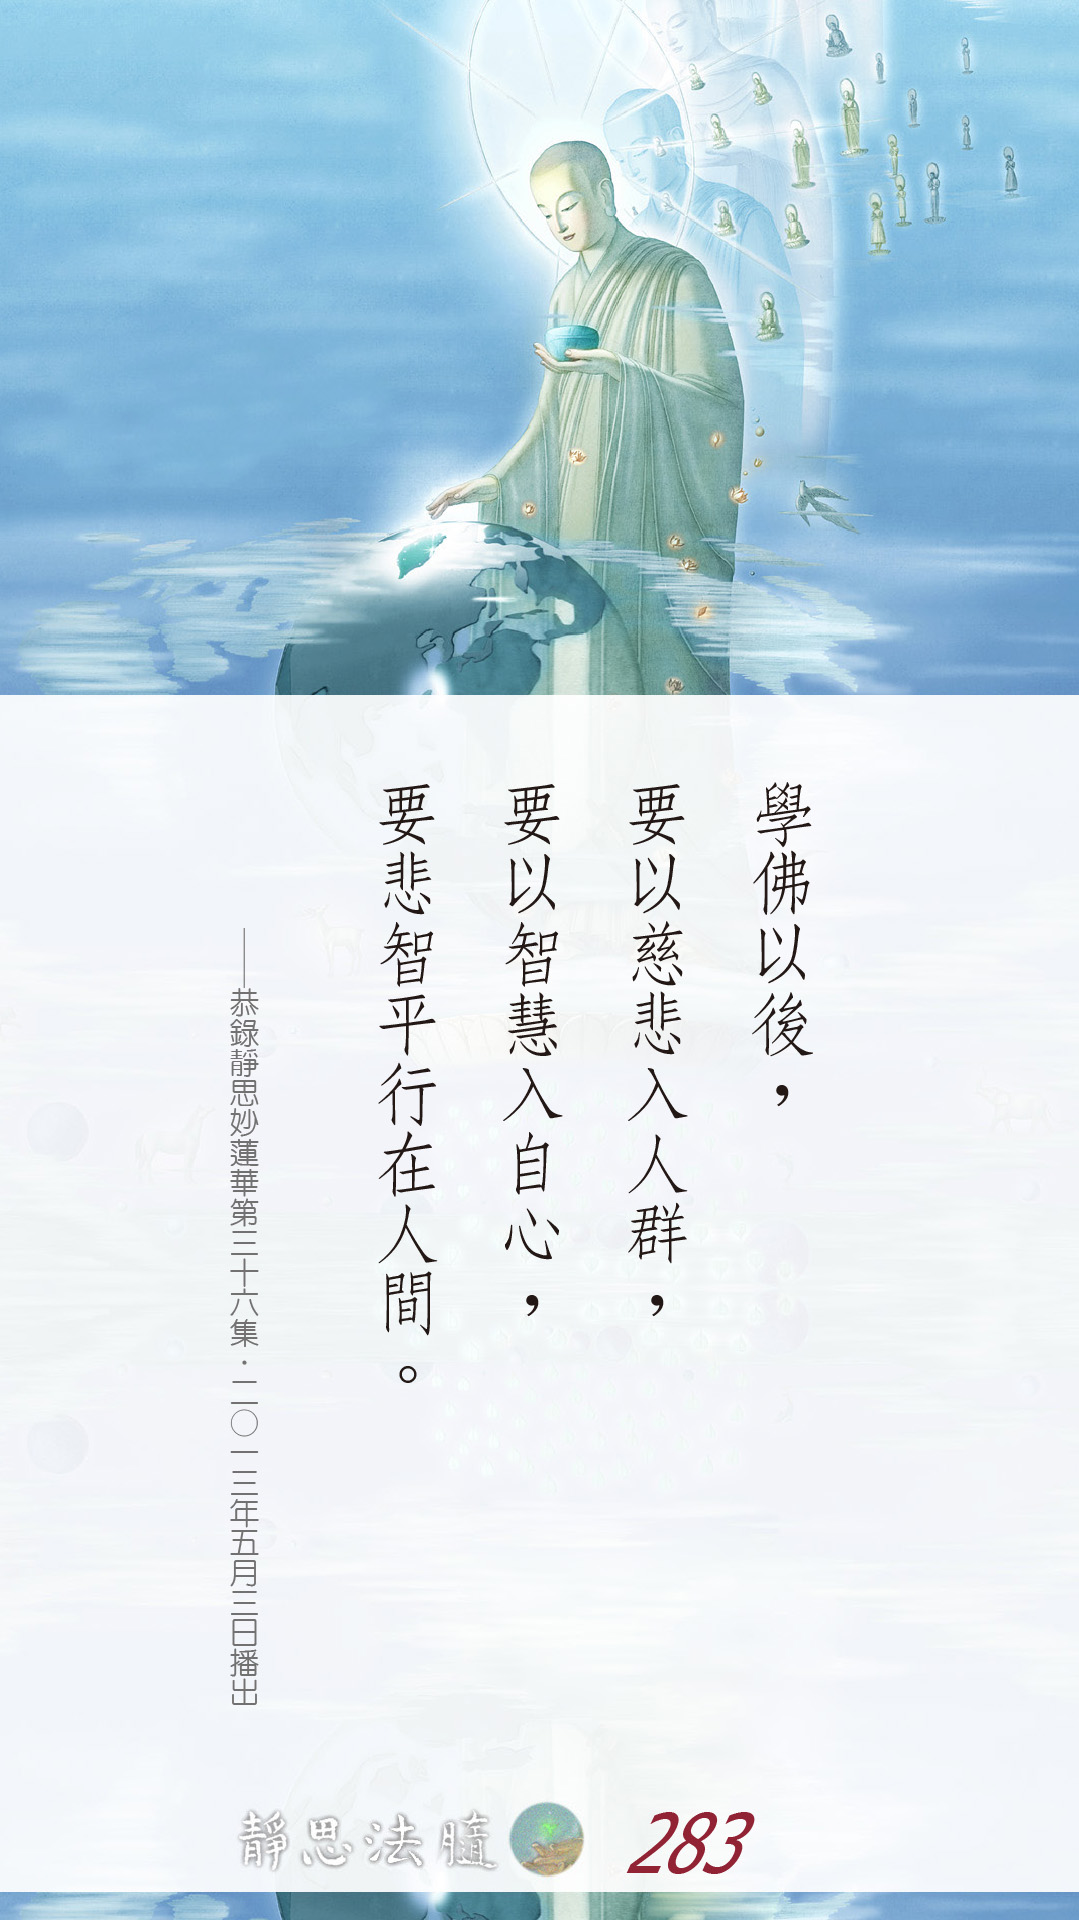 學佛以後，
要以慈悲入人群，
要以智慧入自心，
要悲智平行在人間。
——恭錄靜思妙蓮華第三十六集．二〇一三年五月三日播出
靜思法髓
283